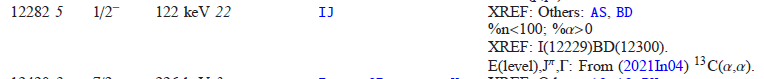 12282 5 1/2⁻ 122 keV 22 IJ XREF: Others: AS, BD
%n<100; %α>0
XREF: I(12229)BD(12300).
E(level),Jπ,Γ: From (2021In04) ¹³C(α,α).